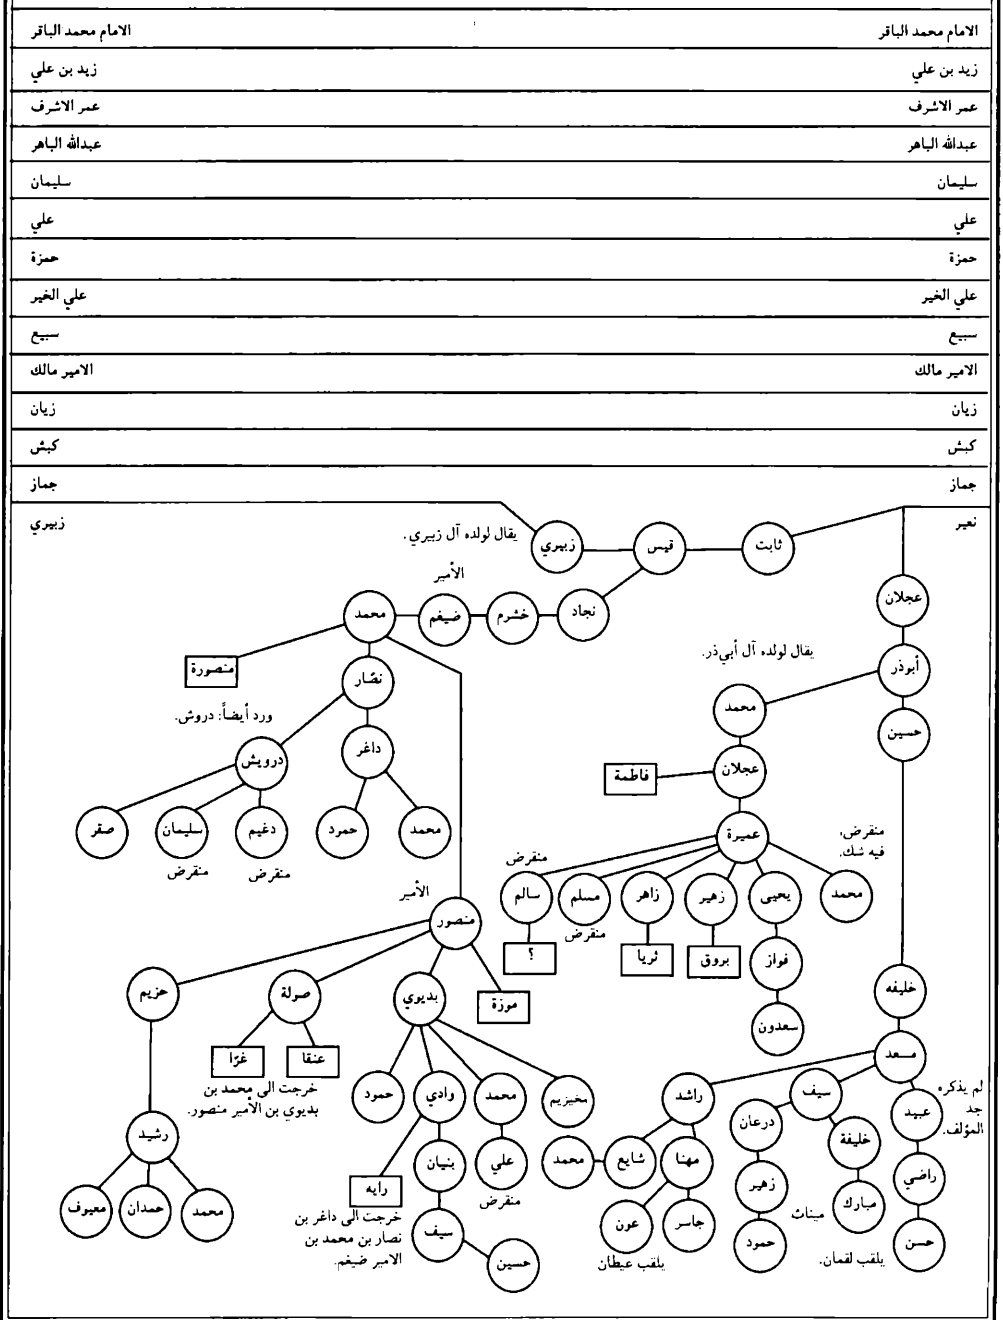 الامام محمد الباقر الامام محمد الباقر
زيد بن علي زيد بن علي
عمر الاشرف عمر الاشرف
عبدالله الباهر عبدالله الباهر
سليمان سليمان
علي علي
حمزة حمزة
علي الخير علي الخير
سبيع سبيع
الامير مالك الامير مالك
زيان زيان
كبش كبش
جماز جماز
نعير زبيري
ثابت قيس زبيري يقال لولده آل زبيري.
عجلان نجاد خشرم ضيغم الأمير محمد
أبوذر يقال لولده آل أبي‌ذر.
منصورة
نصّار
حسين محمد
ورد أيضاً: دروش.
داغر درويش
عجلان فاطمة
عميرة
محمد حمود دغيم سليمان صقر
منقرض منقرض
منقرض،
فيه شك.
محمد يحيى زهير زاهر مسلم سالم منقرض
منقرض
الأمير
منصور
بروق ثريا ؟
فواز
سعدون
خليفه
موزة بديوي صولة حزيم
عنقا غرّا
خرجت الى محمد بن
بديوي بن الأمير منصور.
مسعد
مخيزيم محمد وادي حمود
لم يذكره
جد
المؤلف.
عبيد سيف راشد
خليفة درعان
مهنا شايع محمد
علي
منقرض
بنيان
رايه
خرجت الى داغر بن
نصار بن محمد بن
الامير ضيغم.
رشيد
محمد حمدان معيوف
راضي
مبارك
ميناث
زهير
حسن
يلقب لقمان.
حمود
جاسر عون
يلقب عيطان
سيف
حسين